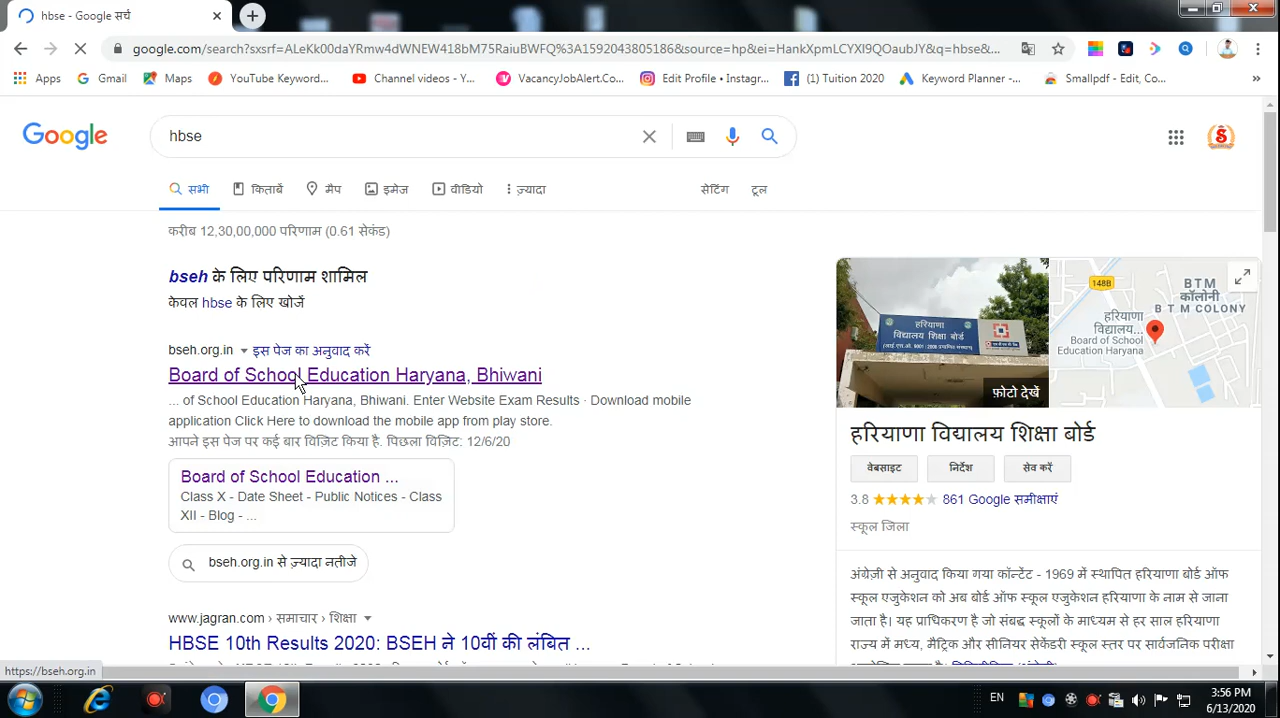 hbse - Google सर्च
google.com/search?sxsrf=ALeKk00daYRmw4dWNEW418bM75RaiuBWFQ%3A1592043805186&source=hp&ei=HankXpmLCYXI9QOaubJY&q=hbse&...
Apps Gmail Maps YouTube Keyword... Channel videos - Y... VacancyJobAlert.Co... Edit Profile • Instagr... (1) Tuition 2020 Keyword Planner -... Smallpdf - Edit, Co... »
Google hbse
सभी किताबें मैप इमेज वीडियो ज़्यादा सेटिंग टूल
करीब 12,30,00,000 परिणाम (0.61 सेकंड)
bseh के लिए परिणाम शामिल
केवल hbse के लिए खोजें
bseh.org.in इस पेज का अनुवाद करें
Board of School Education Haryana, Bhiwani
... of School Education Haryana, Bhiwani. Enter Website Exam Results · Download mobile
application Click Here to download the mobile app from play store.
आपने इस पेज पर कई बार विज़िट किया है. पिछला विज़िट: 12/6/20
Board of School Education ...
Class X - Date Sheet - Public Notices - Class
XII - Blog - ...
bseh.org.in से ज़्यादा नतीजे
www.jagran.com › समाचार › शिक्षा
HBSE 10th Results 2020: BSEH ने 10वीं की लंबित ...
हरियाणा
विद्यालय शिक्षा बोर्ड
फ़ोटो देखें
148B
BTM
कॉलोनी
B T M COLONY
हरियाणा
विद्यालय...
Board of School
Education Haryana
हरियाणा विद्यालय शिक्षा बोर्ड
वेबसाइट निर्देश सेव करें
3.8 861 Google समीक्षाएं
स्कूल जिला
अंग्रेज़ी से अनुवाद किया गया कॉन्टेंट - 1969 में स्थापित हरियाणा बोर्ड ऑफ
स्कूल एजुकेशन को अब बोर्ड ऑफ स्कूल एजुकेशन हरियाणा के नाम से जाना
जाता है। यह प्राधिकरण है जो संबद्ध स्कूलों के माध्यम से हर साल हरियाणा
राज्य में मध्य, मैट्रिक और सीनियर सेकेंडरी स्कूल स्तर पर सार्वजनिक परीक्षा
https://bseh.org.in
EN
3:56 PM
6/13/2020